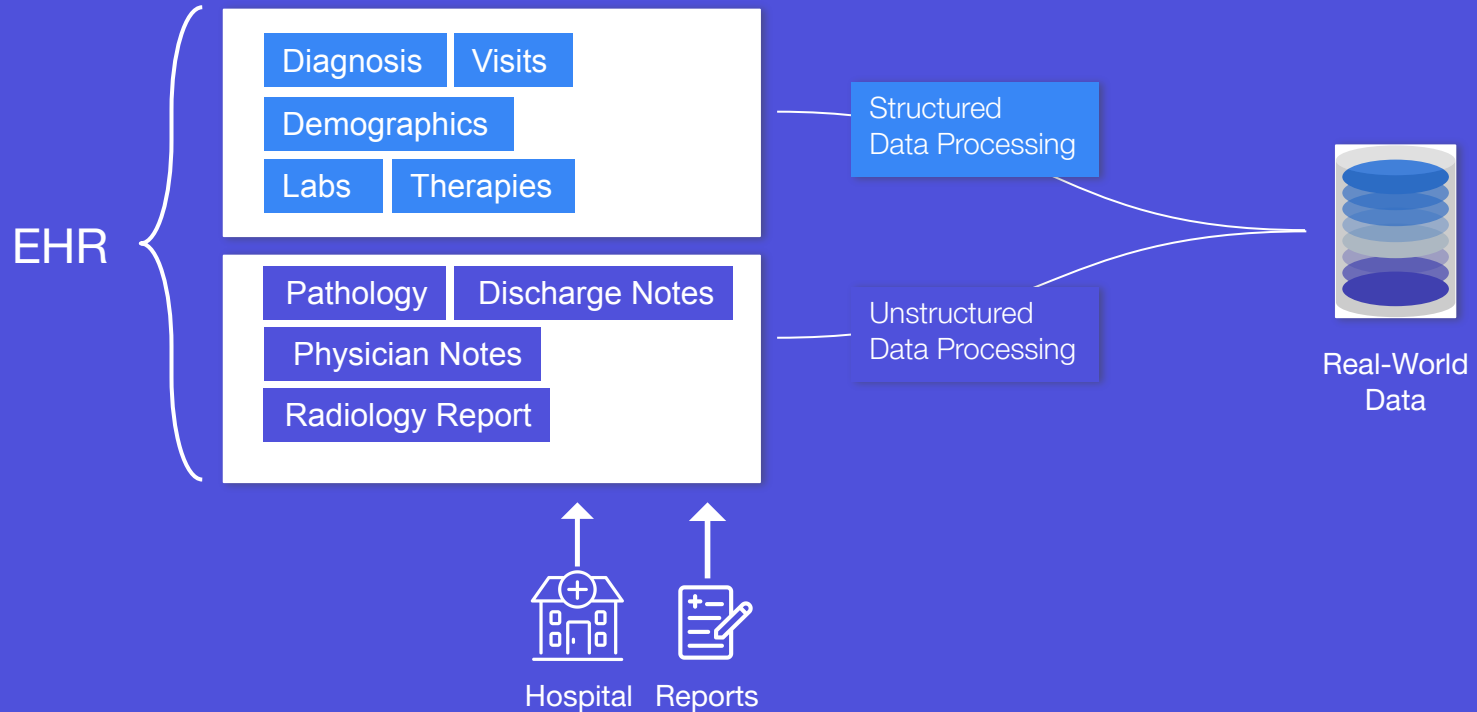 EHR
Diagnosis
Visits
Demographics
Labs
Therapies
Pathology
Discharge Notes
Physician Notes
Radiology Report
Structured
Data Processing
Unstructured
Data Processing
Real-World
Data
Hospital
Reports